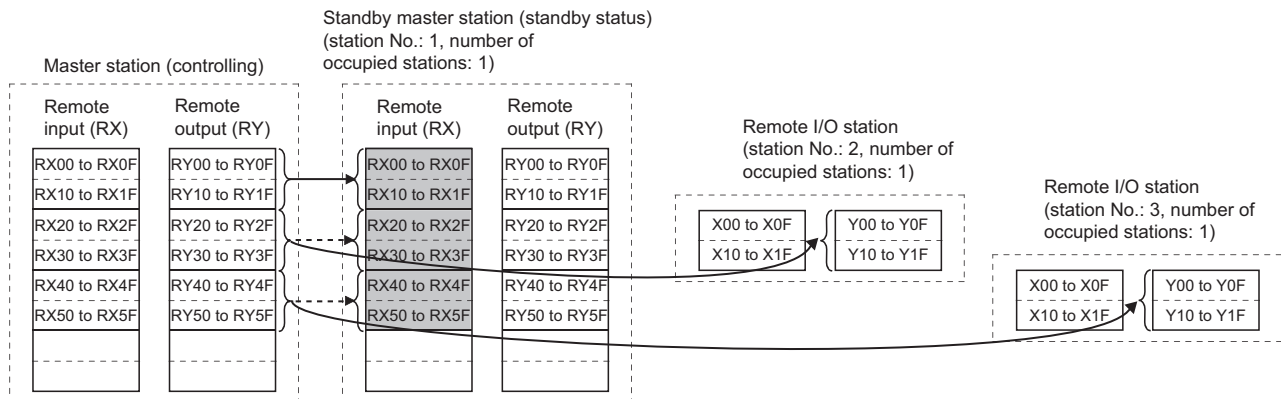 Standby master station (standby status)
(station No.: 1, number of
occupied stations: 1)
Master station (controlling)
Remote
input (RX)
Remote
output (RY)
RX00 to RX0F
RX10 to RX1F
RX20 to RX2F
RX30 to RX3F
RX40 to RX4F
RX50 to RX5F
RY00 to RY0F
RY10 to RY1F
RY20 to RY2F
RY30 to RY3F
RY40 to RY4F
RY50 to RY5F
Remote
input (RX)
Remote
output (RY)
RX00 to RX0F
RX10 to RX1F
RX20 to RX2F
RX30 to RX3F
RX40 to RX4F
RX50 to RX5F
RY00 to RY0F
RY10 to RY1F
RY20 to RY2F
RY30 to RY3F
RY40 to RY4F
RY50 to RY5F
Remote I/O station
(station No.: 2, number of
occupied stations: 1)
X00 to X0F
X10 to X1F
Y00 to Y0F
Y10 to Y1F
Remote I/O station
(station No.: 3, number of
occupied stations: 1)
X00 to X0F
X10 to X1F
Y00 to Y0F
Y10 to Y1F